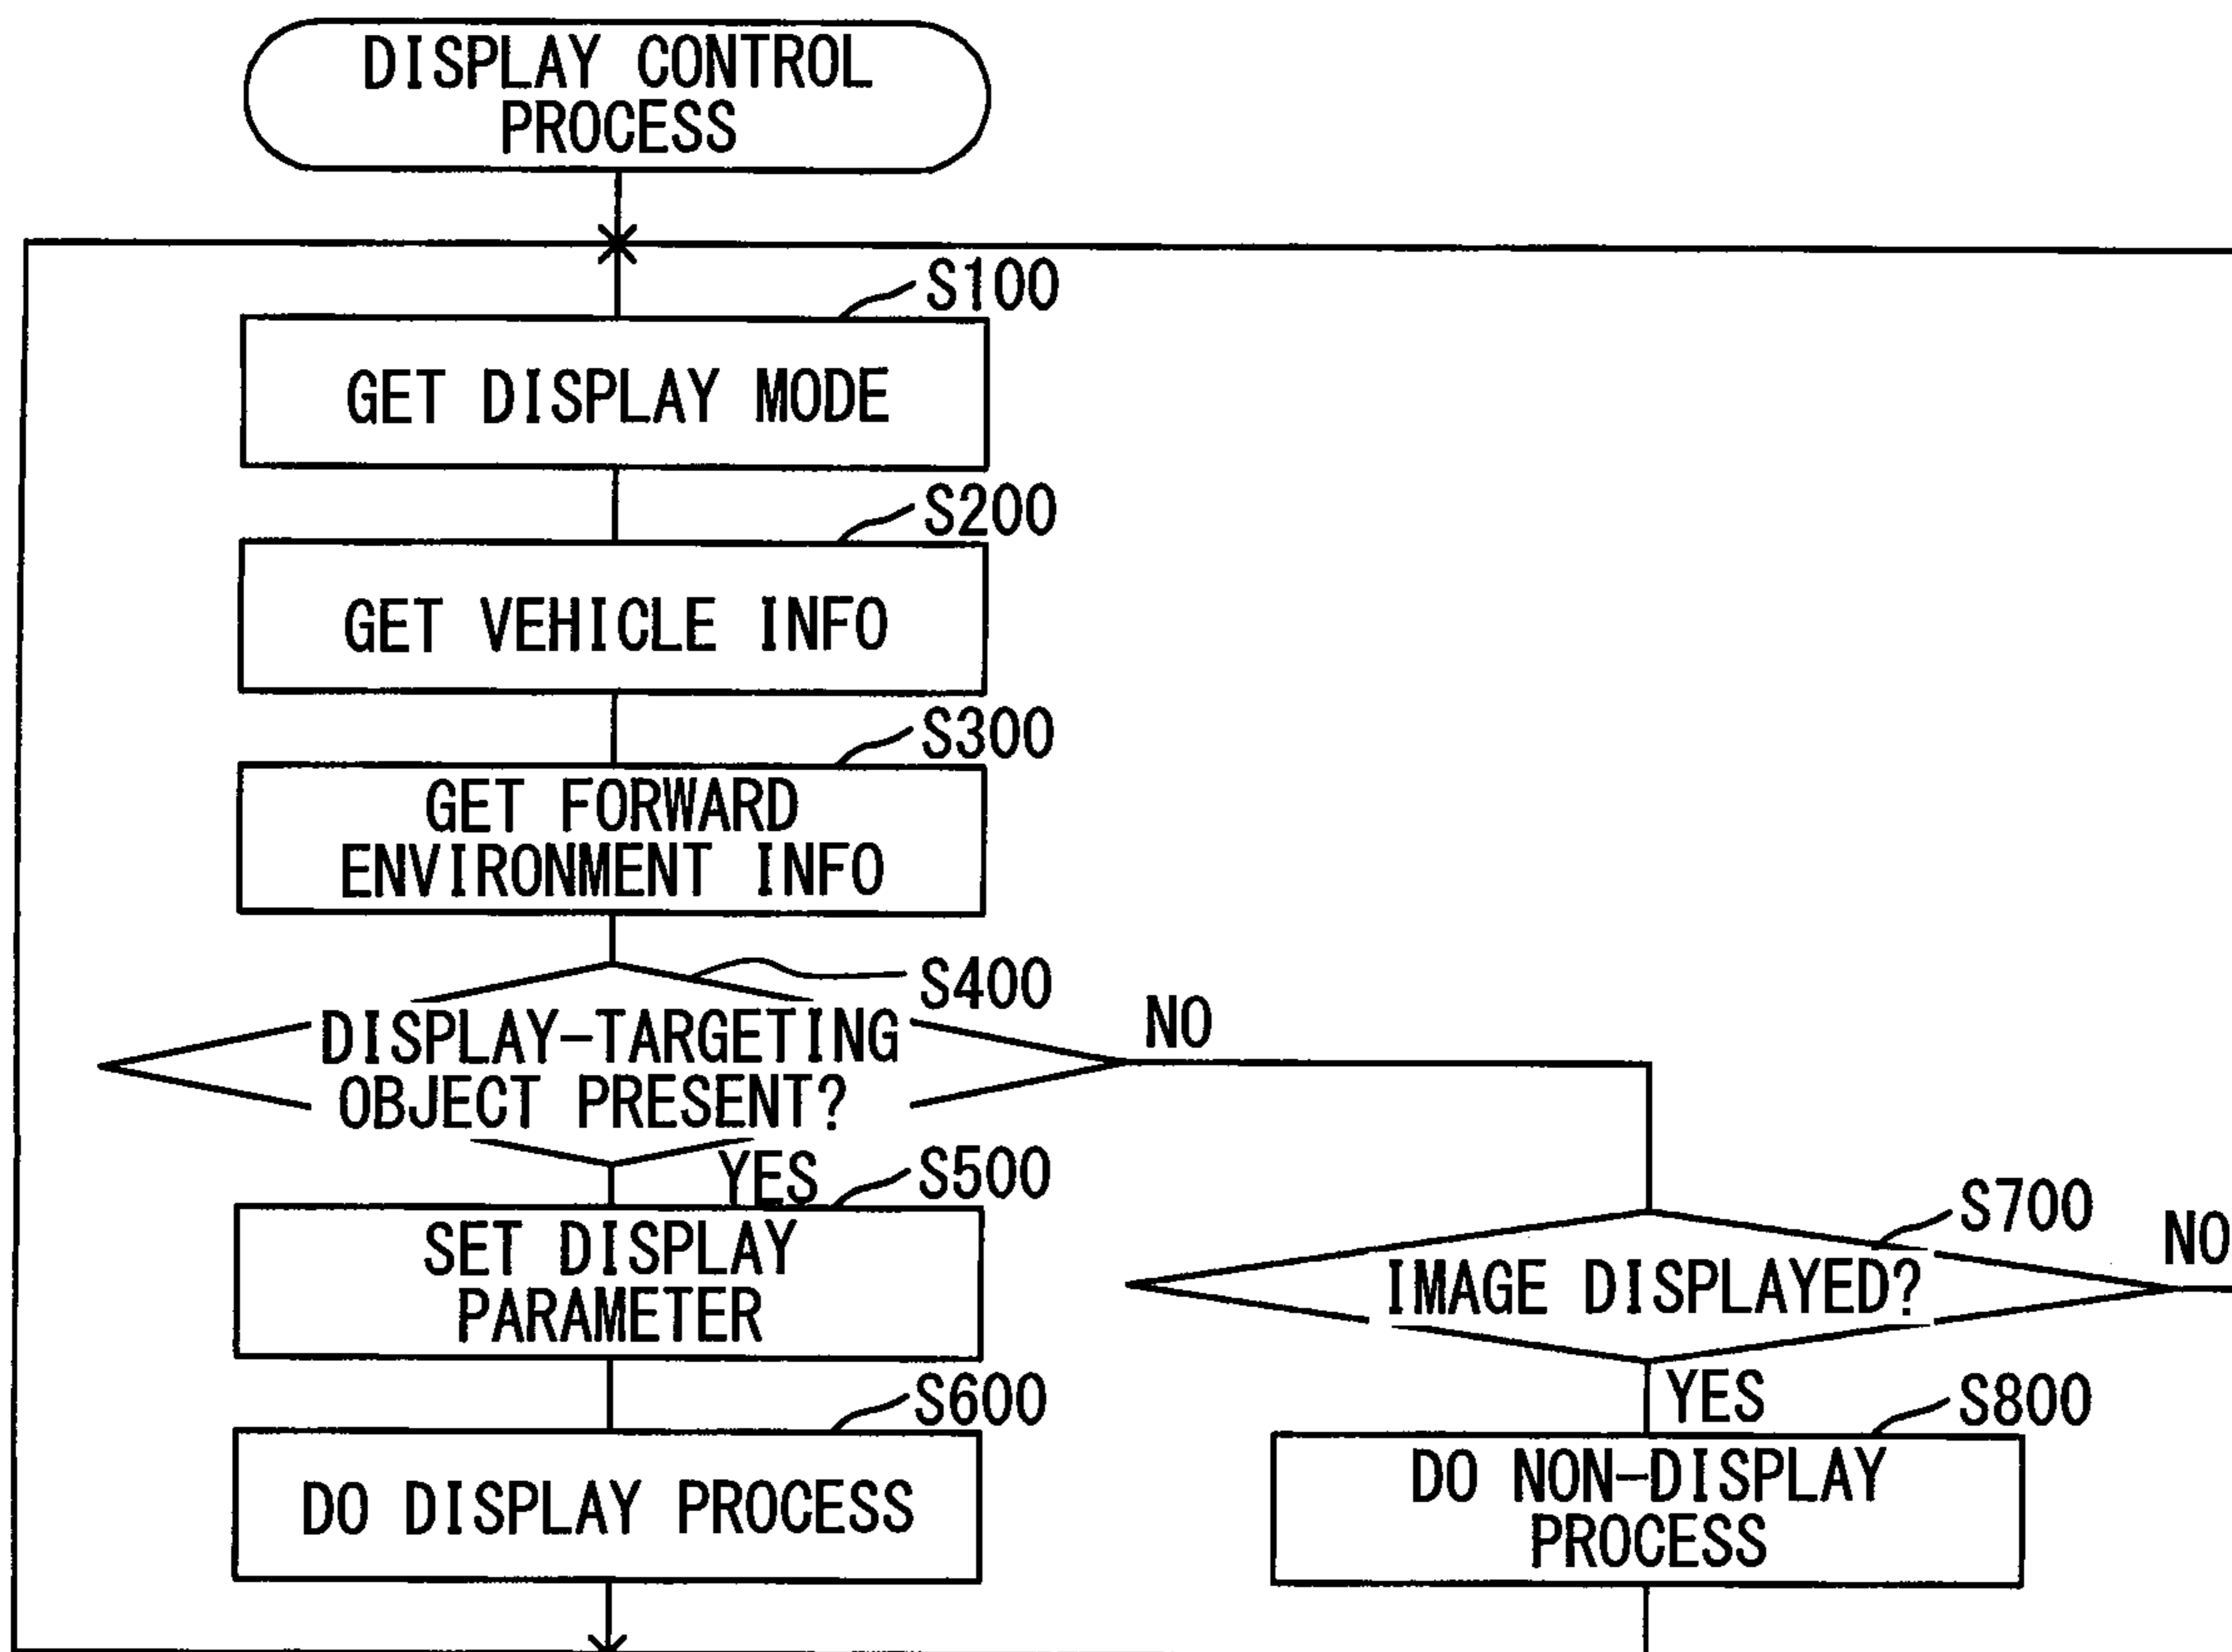 DISPLAY CONTROL
PROCESS
S100
GET DISPLAY MODE
S200
GET VEHICLE INFO
S300
GET FORWARD
ENVIRONMENT INFO
S400
DISPLAY-TARGETING
OBJECT PRESENT?
NO
YES
S500
SET DISPLAY
PARAMETER
S600
DO DISPLAY PROCESS
S700
IMAGE DISPLAYED?
NO
YES
S800
DO NON-DISPLAY
PROCESS